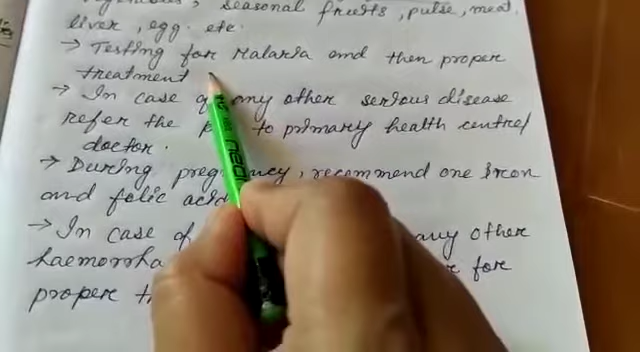 seasonal fruits, pulse, meat,
liver, egg. etc.
→ Testing for Malaria and then proper
treatment
→ In case of any other serious disease
refer the to primary health centre/
doctor.
→ During pregnancy, recommend one iron
and folic acid
→ In case of any other
for
proper